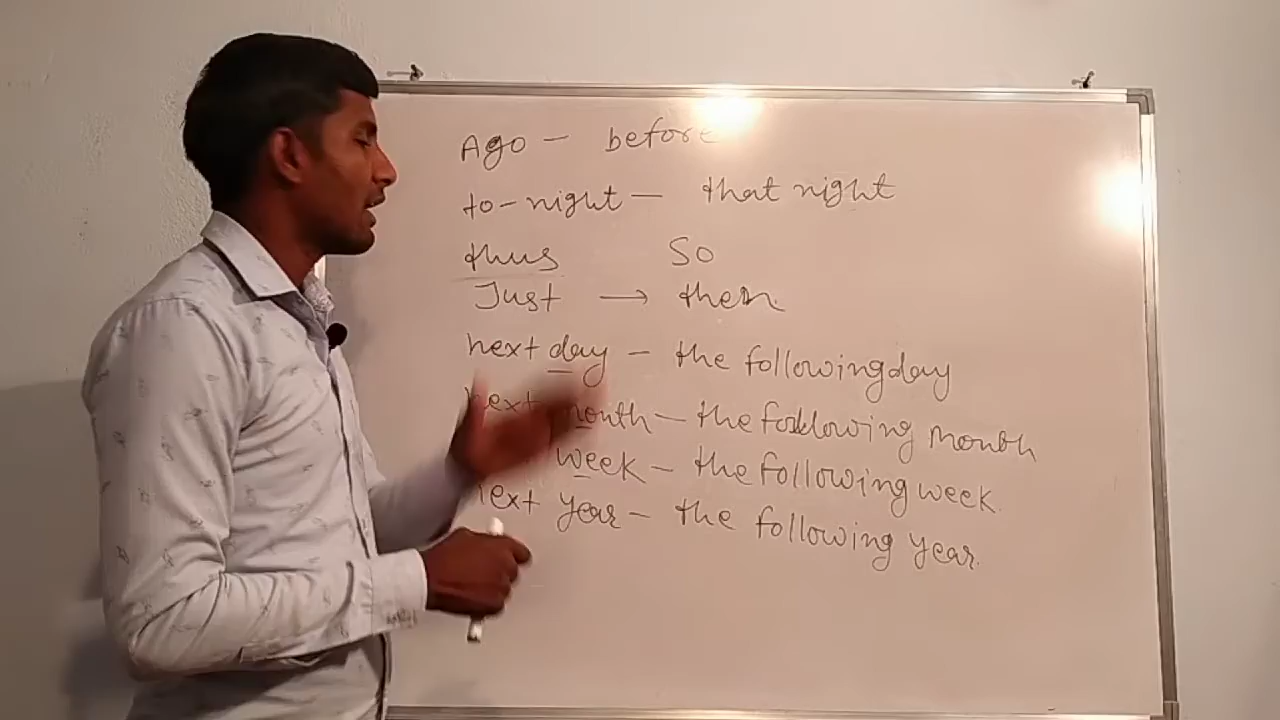 Ago – before
to-night – that night
thus So
Just → then
next day – the following day
next month – the following month
week – the following week.
next year – the following year.